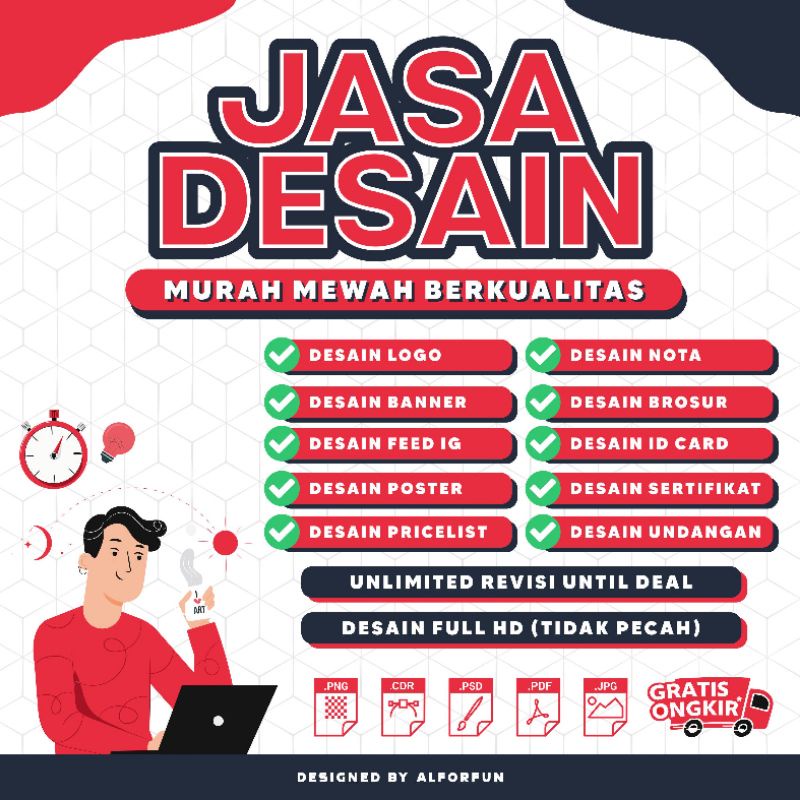 JASA
DESAIN
MURAH MEWAH BERKUALITAS
DESAIN LOGO
DESAIN BANNER
DESAIN FEED IG
DESAIN POSTER
DESAIN PRICELIST
DESAIN NOTA
DESAIN BROSUR
DESAIN ID CARD
DESAIN SERTIFIKAT
DESAIN UNDANGAN
UNLIMITED REVISI UNTIL DEAL
DESAIN FULL HD (TIDAK PECAH)
I
ART
.PNG
.CDR
.PSD
.PDF
.JPG
GRATIS
ONGKIR*
DESIGNED BY ALFORFUN